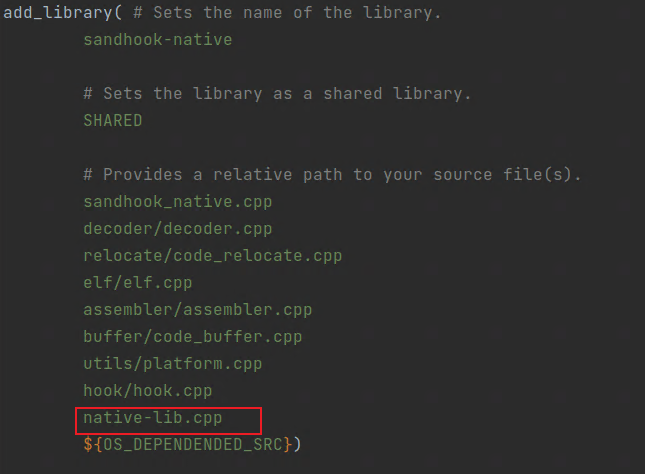 add_library( # Sets the name of the library.
sandhook-native
# Sets the library as a shared library.
SHARED
# Provides a relative path to your source file(s).
sandhook_native.cpp
decoder/decoder.cpp
relocate/code_relocate.cpp
elf/elf.cpp
assembler/assembler.cpp
buffer/code_buffer.cpp
utils/platform.cpp
hook/hook.cpp
native-lib.cpp
${OS_DEPENDENDED_SRC})